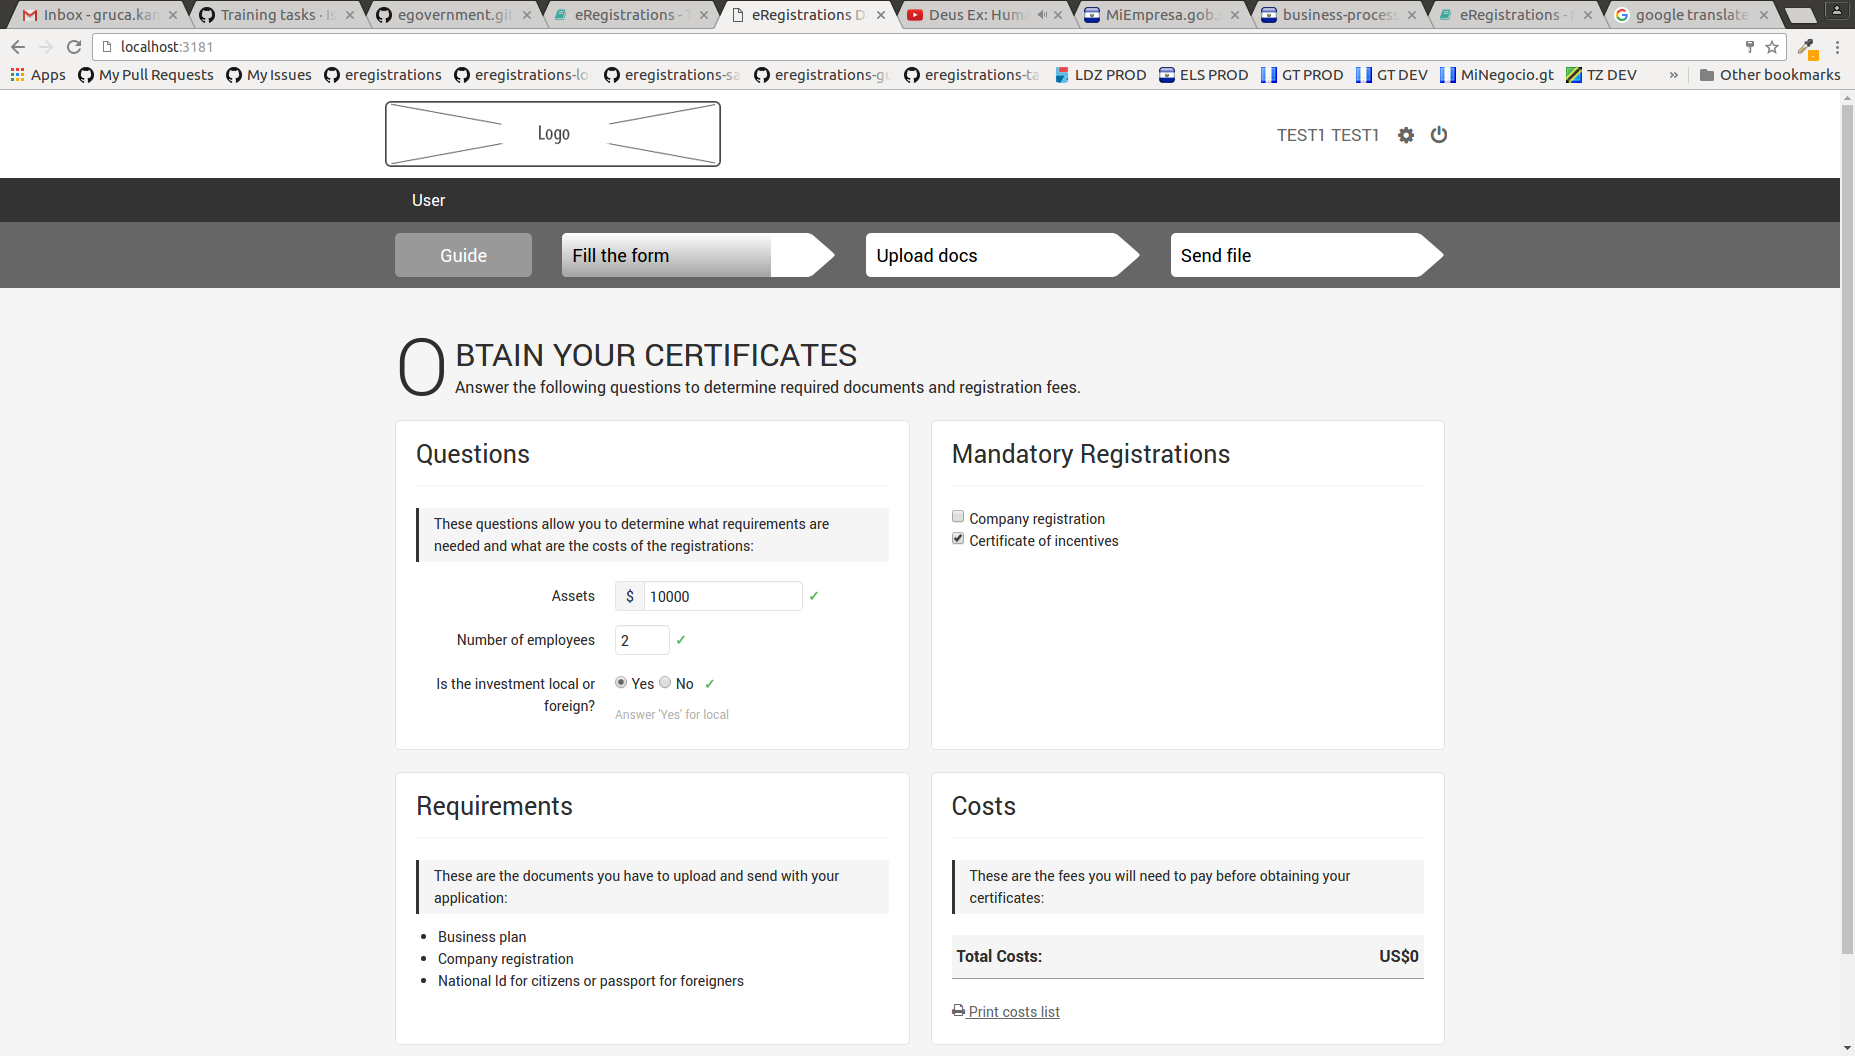 Inbox - gruca.kan
Training tasks · Is
egovernment.git
eRegistrations - T
eRegistrations D
Deus Ex: Huma
MiEmpresa.gob.s
business-process
eRegistrations -
google translate
localhost:3181
Apps
My Pull Requests
My Issues
eregistrations
eregistrations-lo
eregistrations-sa
eregistrations-gu
eregistrations-ta
LDZ PROD
ELS PROD
GT PROD
GT DEV
MiNegocio.gt
TZ DEV
»
Other bookmarks
Logo
TEST1 TEST1
User
Guide
Fill the form
Upload docs
Send file
OBTAIN YOUR CERTIFICATES
Answer the following questions to determine required documents and registration fees.
Questions
These questions allow you to determine what requirements are
needed and what are the costs of the registrations:
Assets $ 10000 ✓
Number of employees 2 ✓
Is the investment local or Yes No ✓
foreign?
Answer 'Yes' for local
Mandatory Registrations
Company registration
Certificate of incentives
Requirements
These are the documents you have to upload and send with your
application:
• Business plan
• Company registration
• National Id for citizens or passport for foreigners
Costs
These are the fees you will need to pay before obtaining your
certificates:
Total Costs: US$0
Print costs list